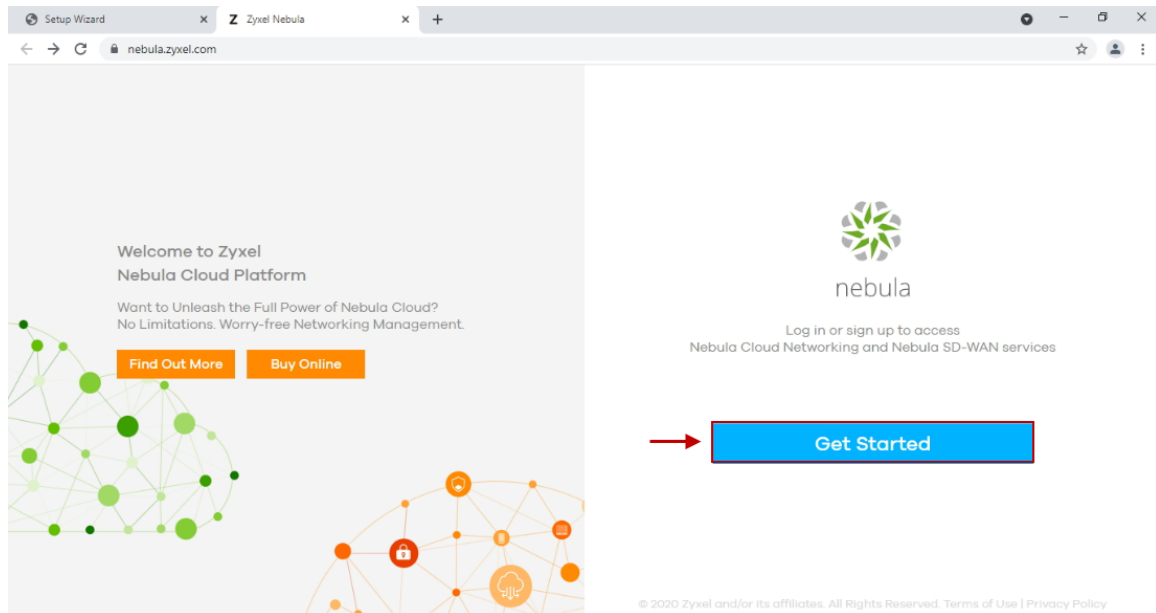 Setup Wizard
Z Zyxel Nebula
nebula.zyxel.com
Welcome to Zyxel
Nebula Cloud Platform
Want to Unleash the Full Power of Nebula Cloud?
No Limitations. Worry-free Networking Management.
Find Out More
Buy Online
nebula
Log in or sign up to access
Nebula Cloud Networking and Nebula SD-WAN services
Get Started
© 2020 Zyxel and/or its affiliates. All Rights Reserved. Terms of Use | Privacy Policy